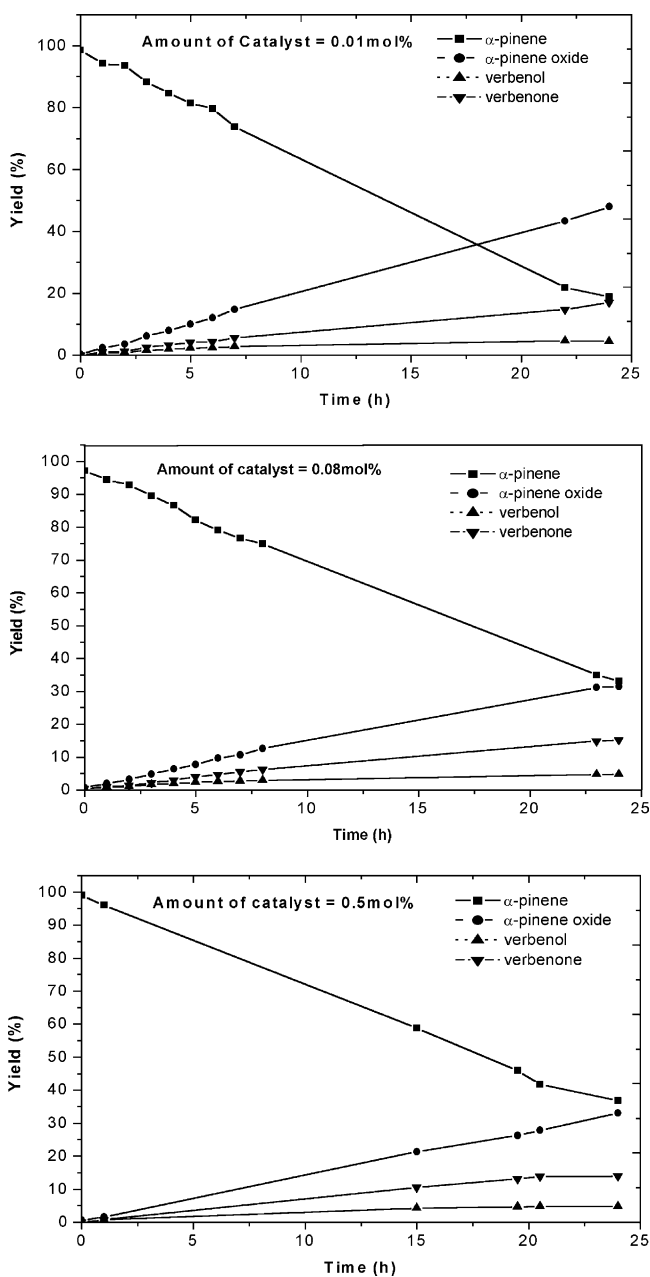 Amount of Catalyst = 0.01mol%
α-pinene
α-pinene oxide
verbenol
verbenone
100
80
60
40
20
0
Yield (%)
0 5 10 15 20 25
Time (h)
Amount of catalyst = 0.08mol%
α-pinene
α-pinene oxide
verbenol
verbenone
100
90
80
70
60
50
40
30
20
10
0
Yield (%)
0 5 10 15 20 25
Time (h)
Amount of catalyst = 0.5mol%
α-pinene
α-pinene oxide
verbenol
verbenone
100
90
80
70
60
50
40
30
20
10
0
Yield (%)
0 5 10 15 20 25
Time (h)